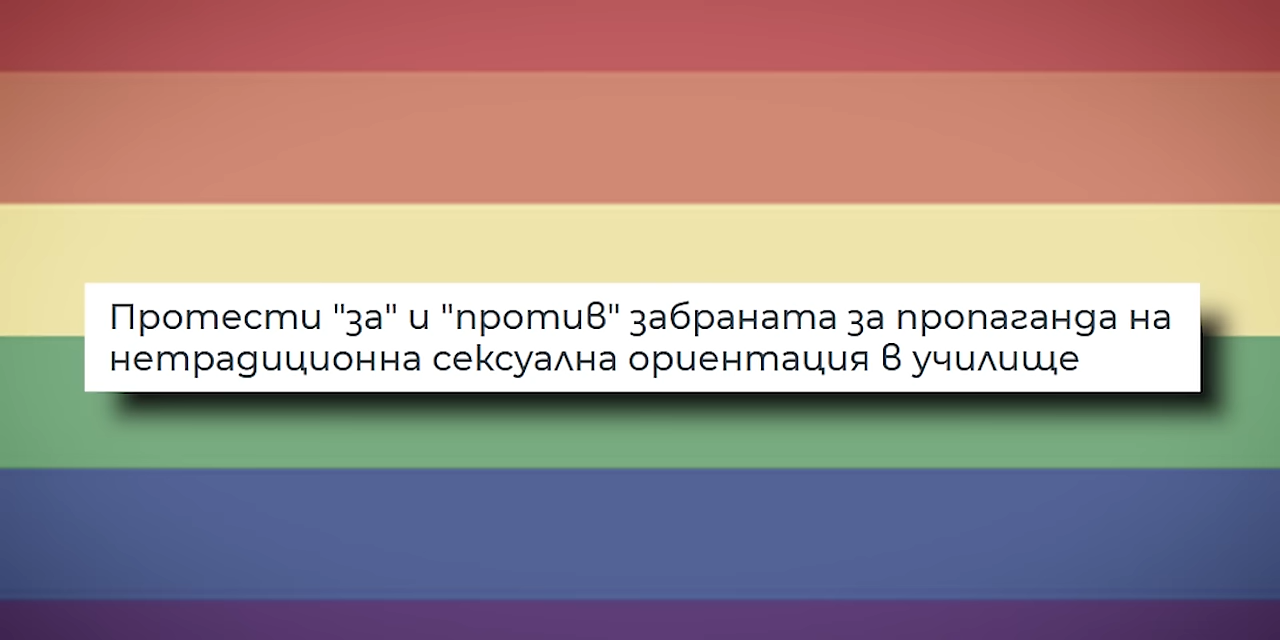 Протести "за" и "против" забраната за пропаганда на
нетрадиционна сексуална ориентация в училище